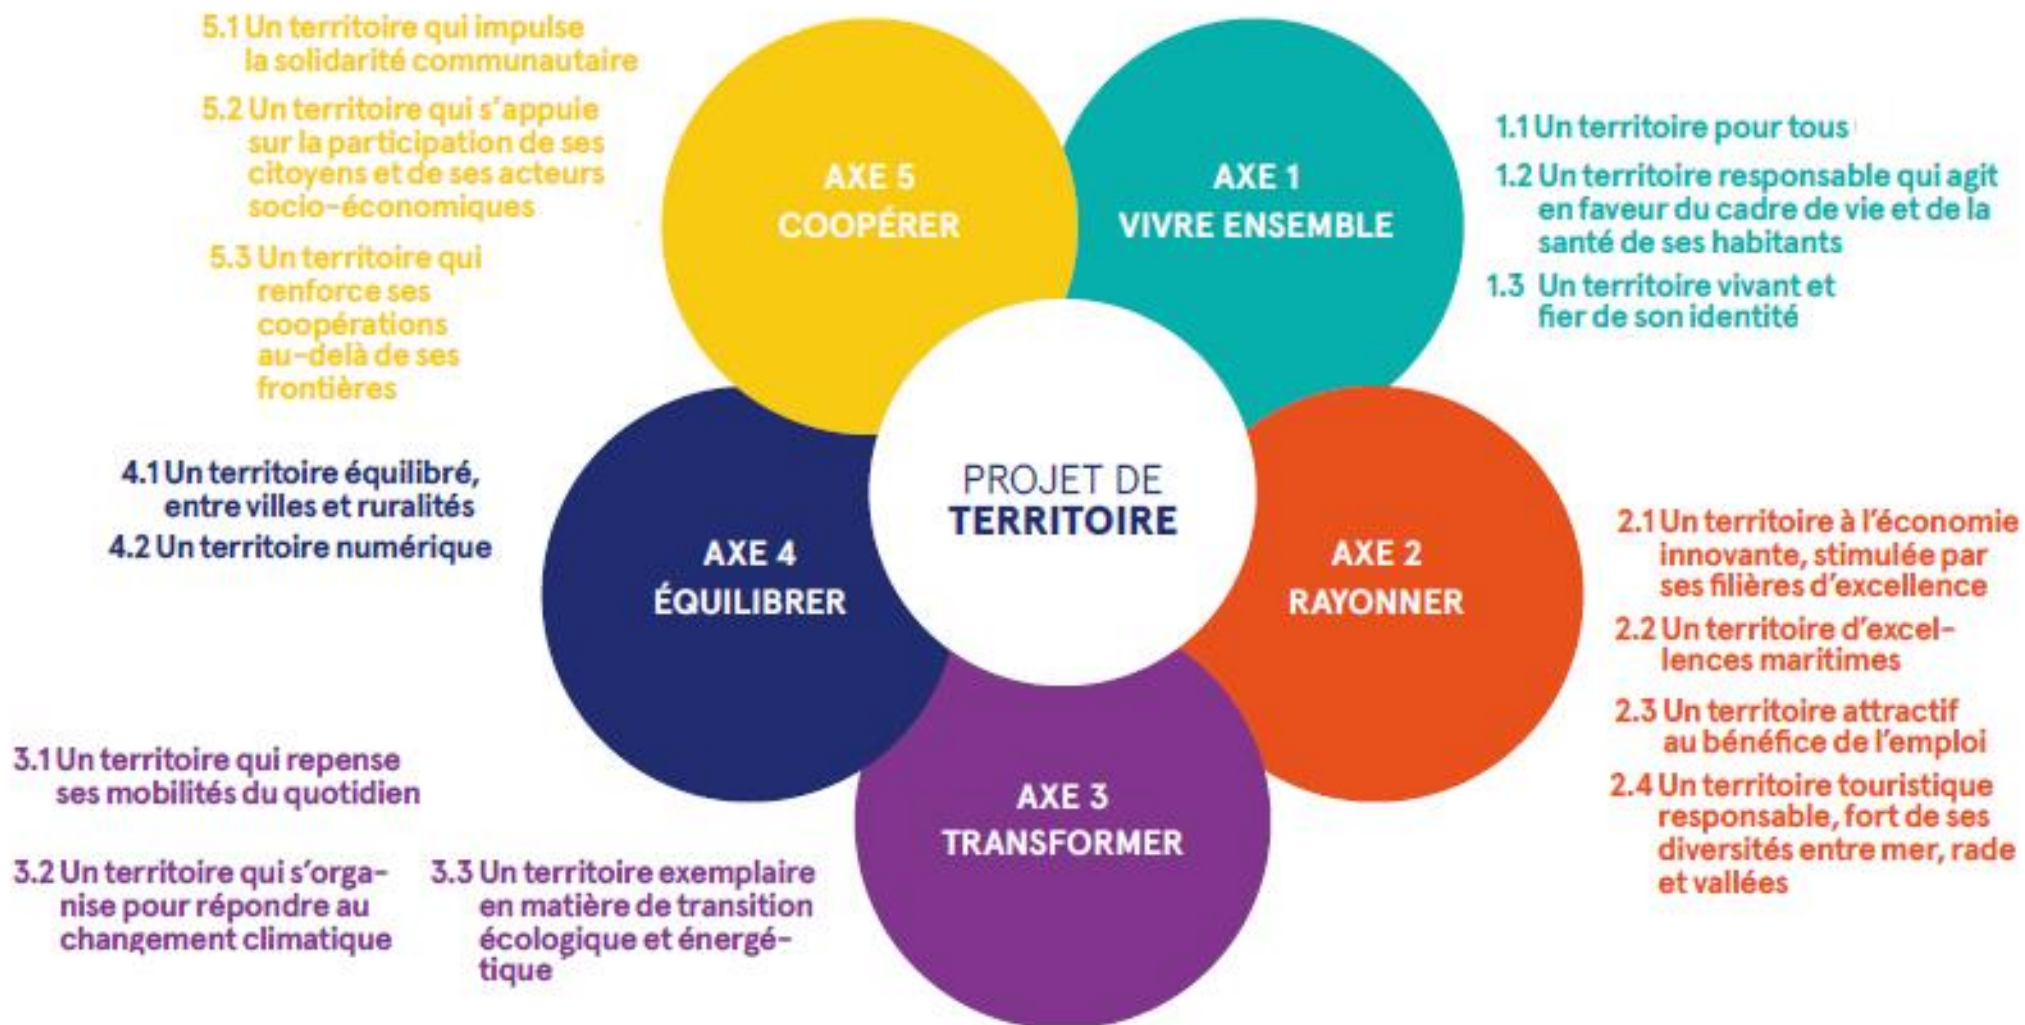 5.1 Un territoire qui impulse
la solidarité communautaire
5.2 Un territoire qui s'appuie
sur la participation de ses
citoyens et de ses acteurs
socio-économiques
5.3 Un territoire qui
renforce ses
coopérations
au-delà de ses
frontières
AXE 5
COOPÉRER
AXE 1
VIVRE ENSEMBLE
1.1 Un territoire pour tous
1.2 Un territoire responsable qui agit
en faveur du cadre de vie et de la
santé de ses habitants
1.3 Un territoire vivant et
fier de son identité
4.1 Un territoire équilibré,
entre villes et ruralités
4.2 Un territoire numérique
AXE 4
ÉQUILIBRER
PROJET DE
TERRITOIRE
AXE 2
RAYONNER
2.1 Un territoire à l'économie
innovante, stimulée par
ses filières d'excellence
2.2 Un territoire d'excel-
lences maritimes
2.3 Un territoire attractif
au bénéfice de l'emploi
2.4 Un territoire touristique
responsable, fort de ses
diversités entre mer, rade
et vallées
3.1 Un territoire qui repense
ses mobilités du quotidien
3.2 Un territoire qui s'orga-
nise pour répondre au
changement climatique
3.3 Un territoire exemplaire
en matière de transition
écologique et énergé-
tique
AXE 3
TRANSFORMER